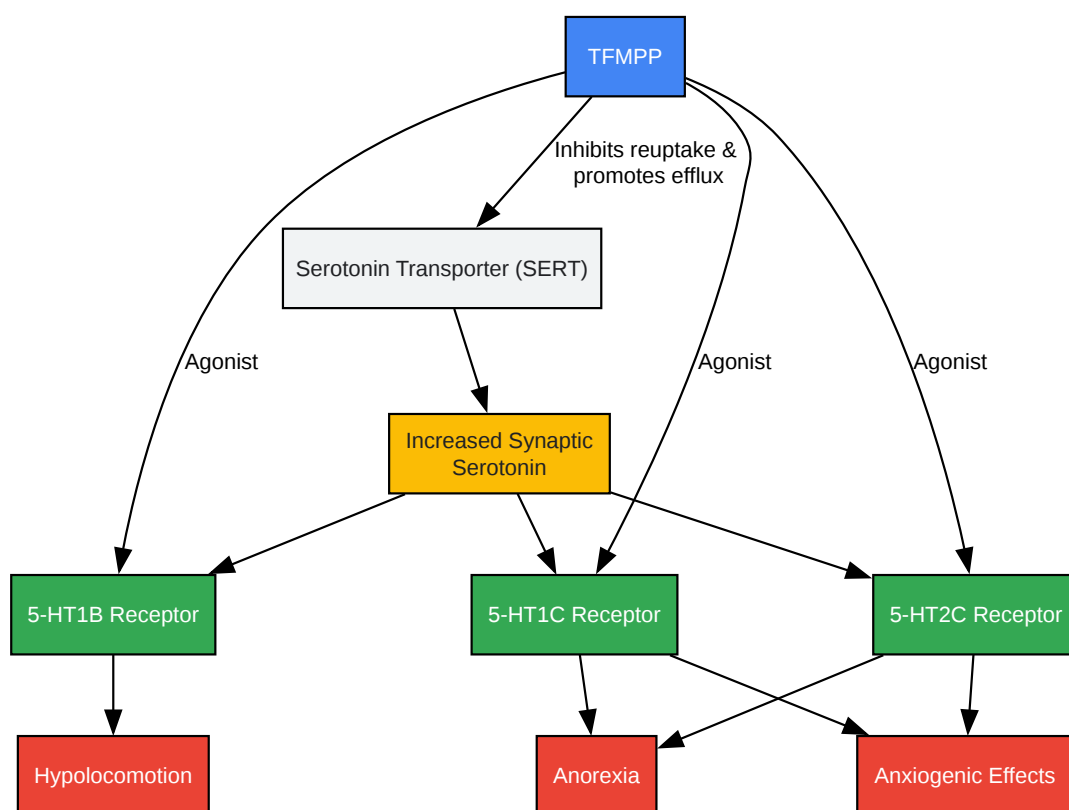 TFMPP
Inhibits reuptake &
promotes efflux
Serotonin Transporter (SERT)
Agonist
Agonist
Agonist
Increased Synaptic
Serotonin
5-HT1B Receptor
5-HT1C Receptor
5-HT2C Receptor
Hypolocomotion
Anorexia
Anxiogenic Effects